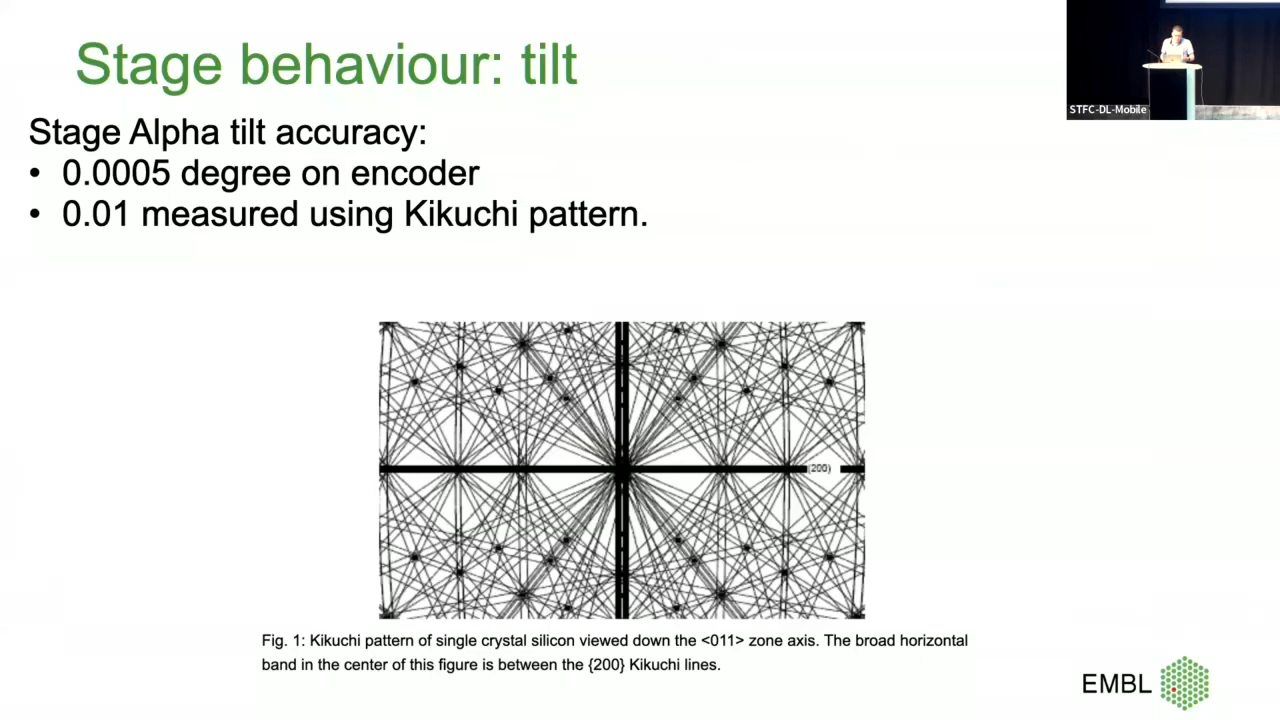 Stage behaviour: tilt
STFC-DL-Mobile
Stage Alpha tilt accuracy:
• 0.0005 degree on encoder
• 0.01 measured using Kikuchi pattern.
(200)
Fig. 1: Kikuchi pattern of single crystal silicon viewed down the <011> zone axis. The broad horizontal
band in the center of this figure is between the {200} Kikuchi lines.
EMBL